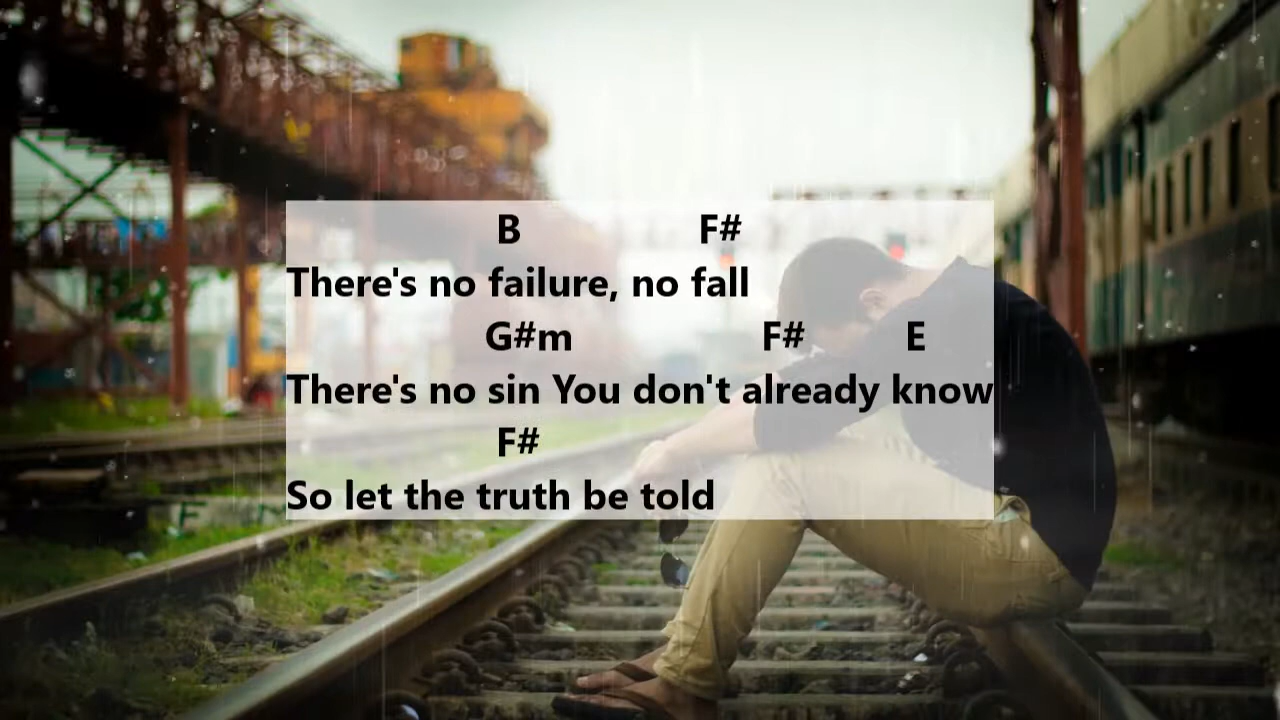 B F#
There's no failure, no fall
G#m F# E
There's no sin You don't already know
F#
So let the truth be told